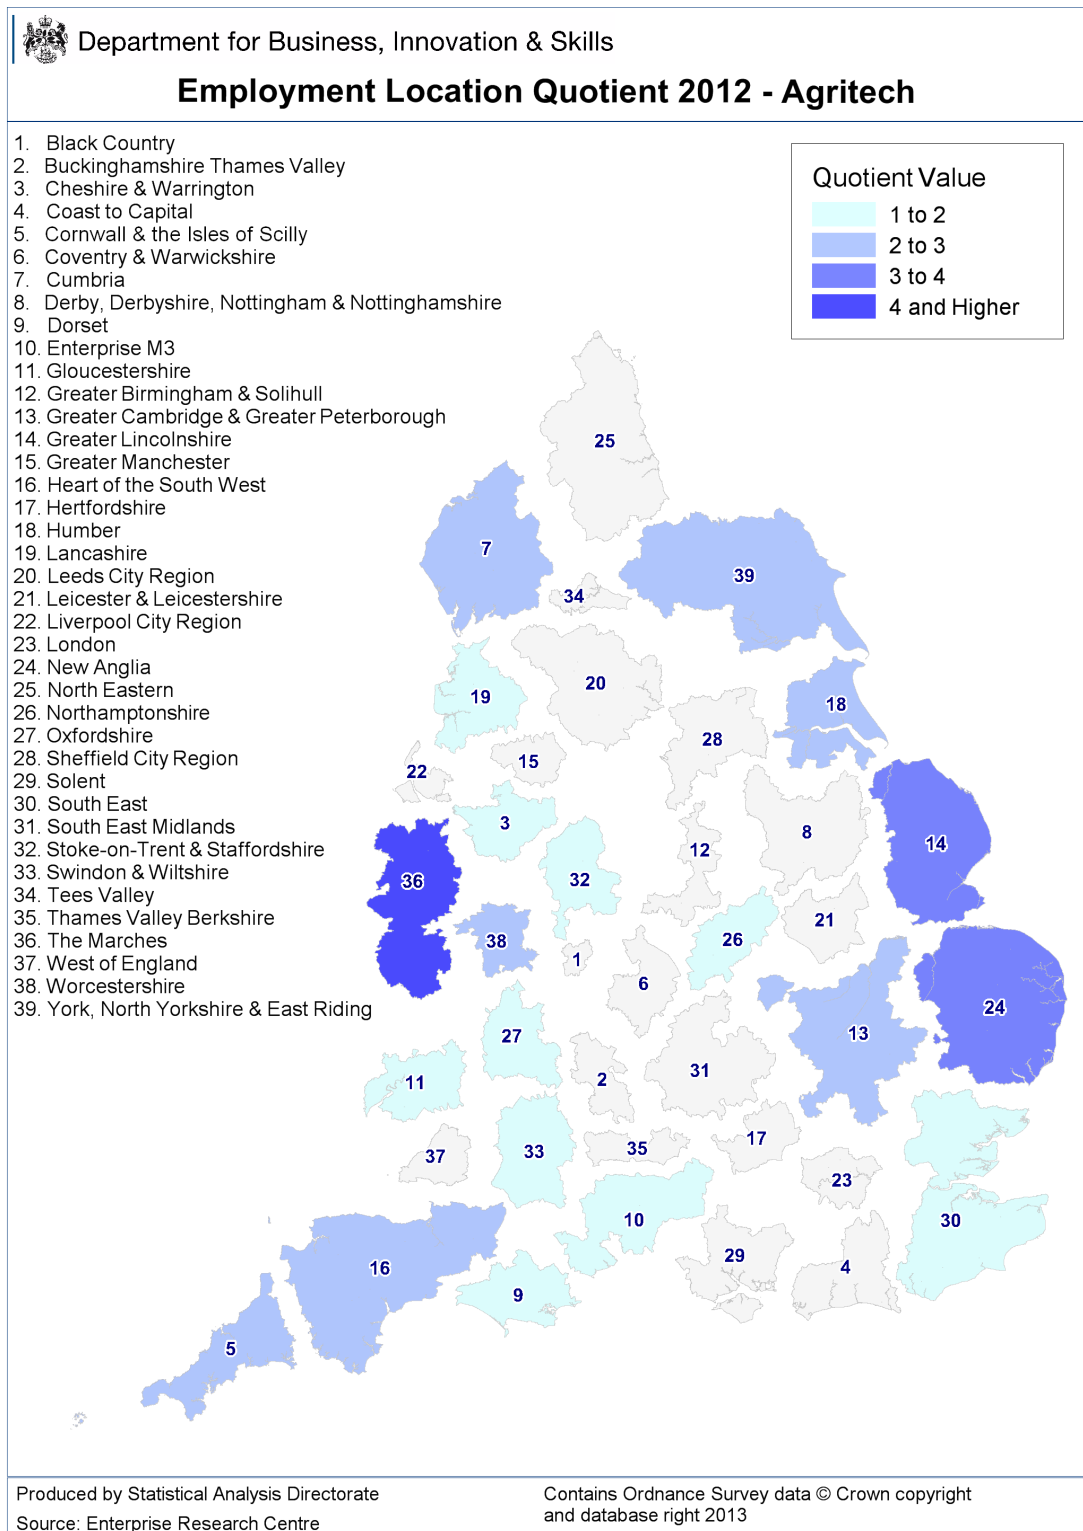 Department for Business, Innovation & Skills
Employment Location Quotient 2012 - Agritech
1. Black Country
2. Buckinghamshire Thames Valley
3. Cheshire & Warrington
4. Coast to Capital
5. Cornwall & the Isles of Scilly
6. Coventry & Warwickshire
7. Cumbria
8. Derby, Derbyshire, Nottingham & Nottinghamshire
9. Dorset
10. Enterprise M3
11. Gloucestershire
12. Greater Birmingham & Solihull
13. Greater Cambridge & Greater Peterborough
14. Greater Lincolnshire
15. Greater Manchester
16. Heart of the South West
17. Hertfordshire
18. Humber
19. Lancashire
20. Leeds City Region
21. Leicester & Leicestershire
22. Liverpool City Region
23. London
24. New Anglia
25. North Eastern
26. Northamptonshire
27. Oxfordshire
28. Sheffield City Region
29. Solent
30. South East
31. South East Midlands
32. Stoke-on-Trent & Staffordshire
33. Swindon & Wiltshire
34. Tees Valley
35. Thames Valley Berkshire
36. The Marches
37. West of England
38. Worcestershire
39. York, North Yorkshire & East Riding
Quotient Value
1 to 2
2 to 3
3 to 4
4 and Higher
25
7
39
34
20
19
18
28
15
22
3
8
14
12
36
32
21
26
38
1
6
24
13
27
31
2
11
17
35
33
37
23
10
30
29
4
16
9
5
Produced by Statistical Analysis Directorate
Source: Enterprise Research Centre
Contains Ordnance Survey data © Crown copyright
and database right 2013